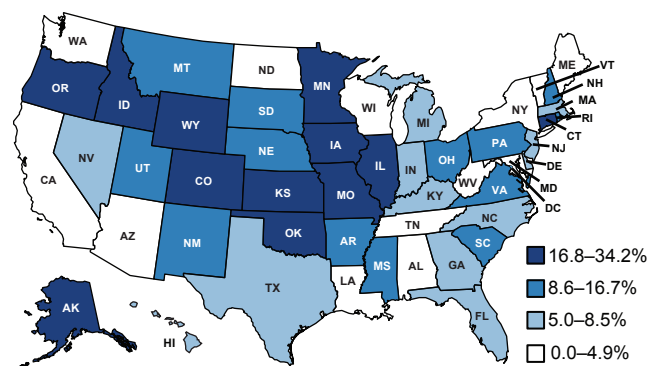 WA
OR
ID
MT
ND
MN
WI
MI
SD
WY
NE
IA
IL
IN
OH
PA
NY
ME
VT
NH
MA
RI
CT
NJ
DE
MD
DC
NV
UT
CO
KS
MO
KY
WV
VA
CA
AZ
NM
OK
AR
TN
NC
SC
TX
LA
MS
AL
GA
FL
AK
HI
16.8–34.2%
8.6–16.7%
5.0–8.5%
0.0–4.9%